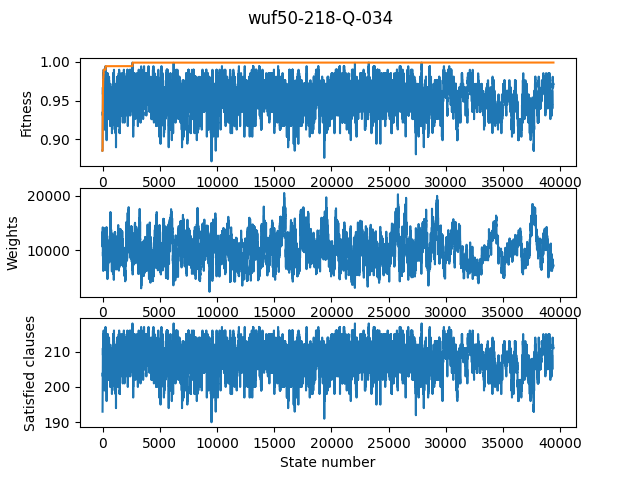 wuf50-218-Q-034
1.00
0.95
0.90
Fitness
0 5000 10000 15000 20000 25000 30000 35000 40000
20000
10000
Weights
0 5000 10000 15000 20000 25000 30000 35000 40000
210
200
190
Satisfied clauses
0 5000 10000 15000 20000 25000 30000 35000 40000
State number